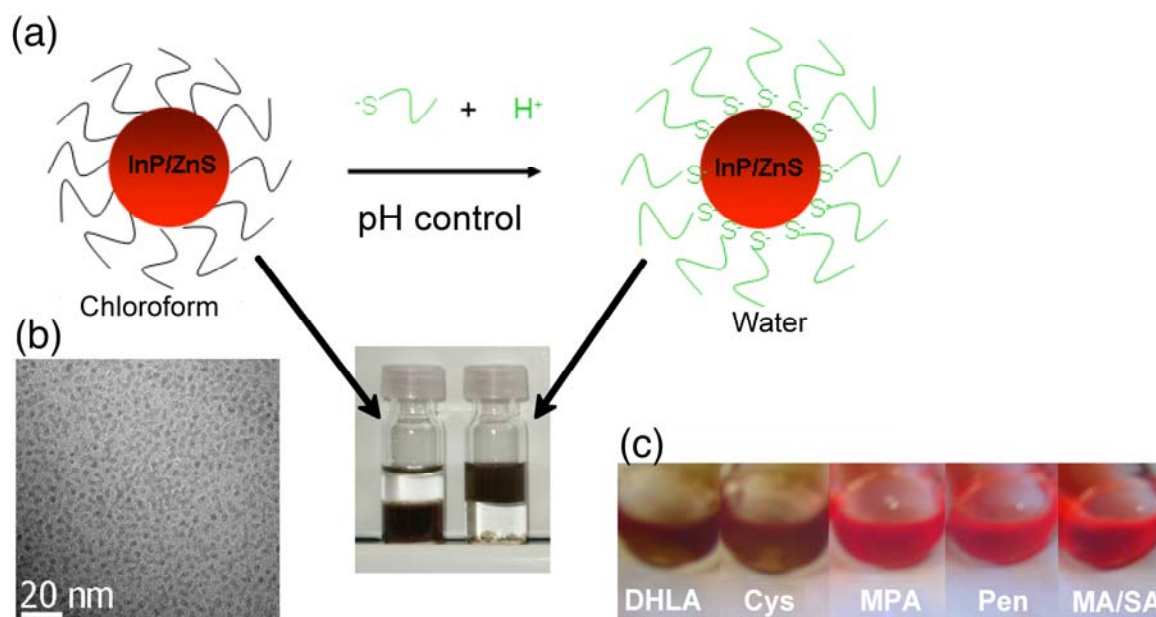 (a)
-S + H⁺
InP/ZnS
pH control
Chloroform
S- S- S- S- S- S- S- S- S- S- S- S-
InP/ZnS
Water
(b)
20 nm
(c)
DHLA Cys MPA Pen MA/SA